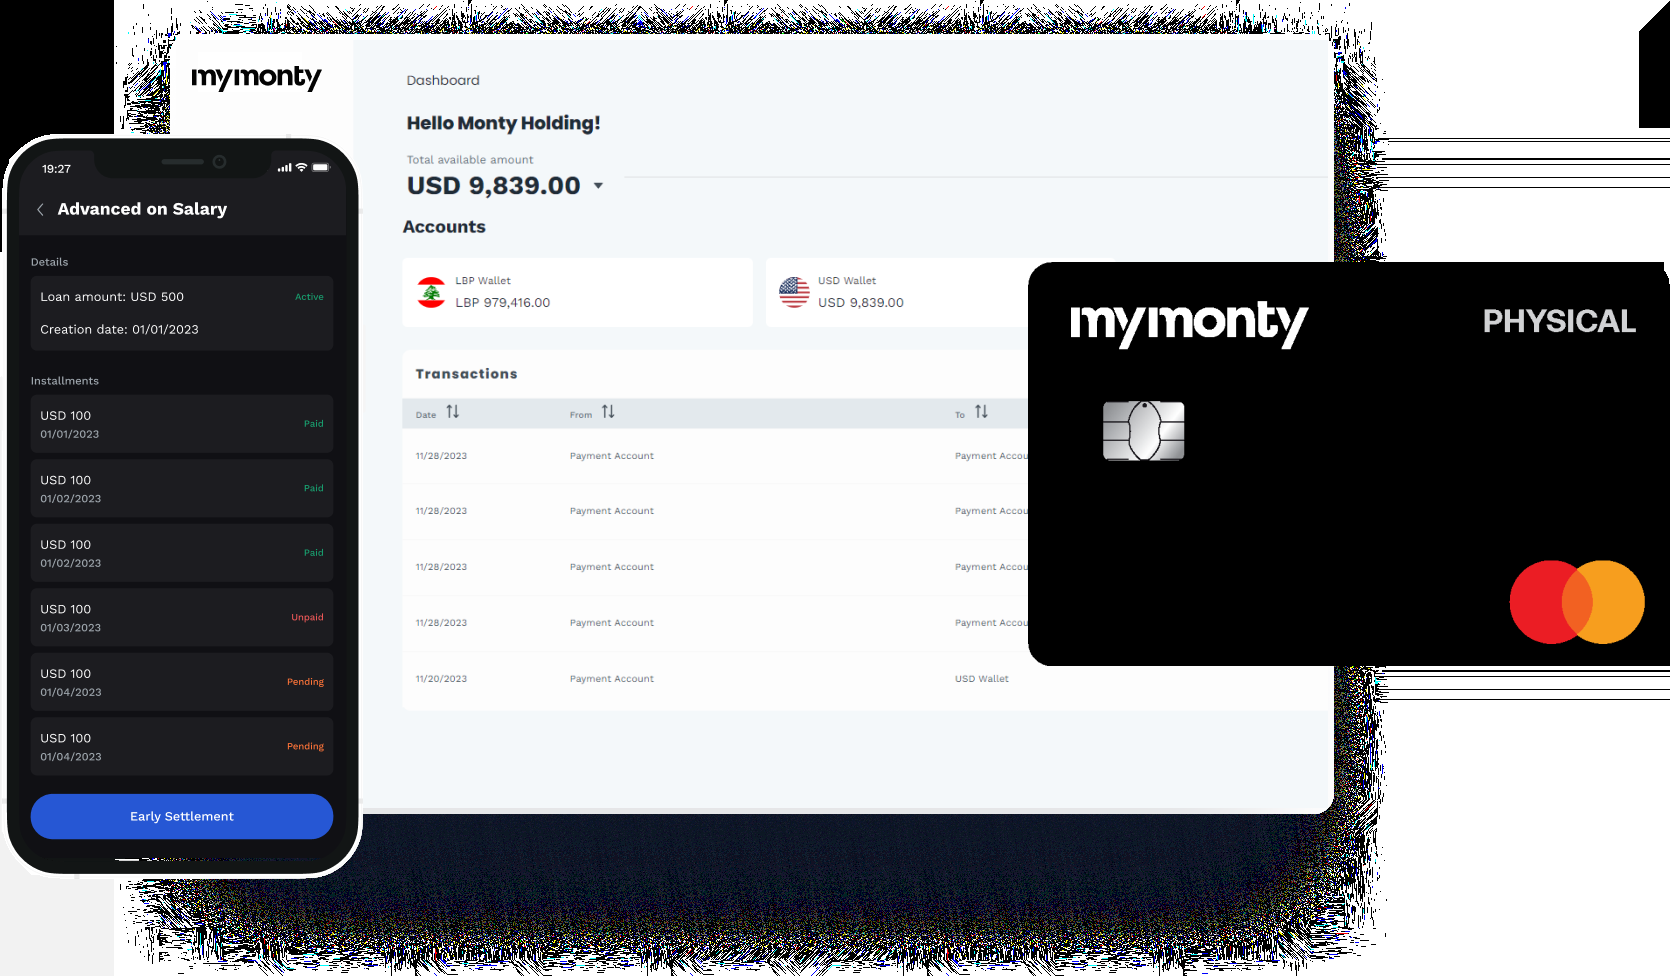 mymonty
Dashboard
Hello Monty Holding!
Total available amount
USD 9,839.00
Accounts
LBP Wallet
LBP 979,416.00
USD Wallet
USD 9,839.00
Transactions
Date From To
11/28/2023 Payment Account Payment Accou
11/28/2023 Payment Account Payment Accou
11/28/2023 Payment Account Payment Accou
11/28/2023 Payment Account Payment Accou
11/20/2023 Payment Account USD Wallet
19:27
Advanced on Salary
Details
Loan amount: USD 500 Active
Creation date: 01/01/2023
Installments
USD 100
01/01/2023 Paid
USD 100
01/02/2023 Paid
USD 100
01/02/2023 Paid
USD 100
01/03/2023 Unpaid
USD 100
01/04/2023 Pending
USD 100
01/04/2023 Pending
Early Settlement
mymonty PHYSICAL